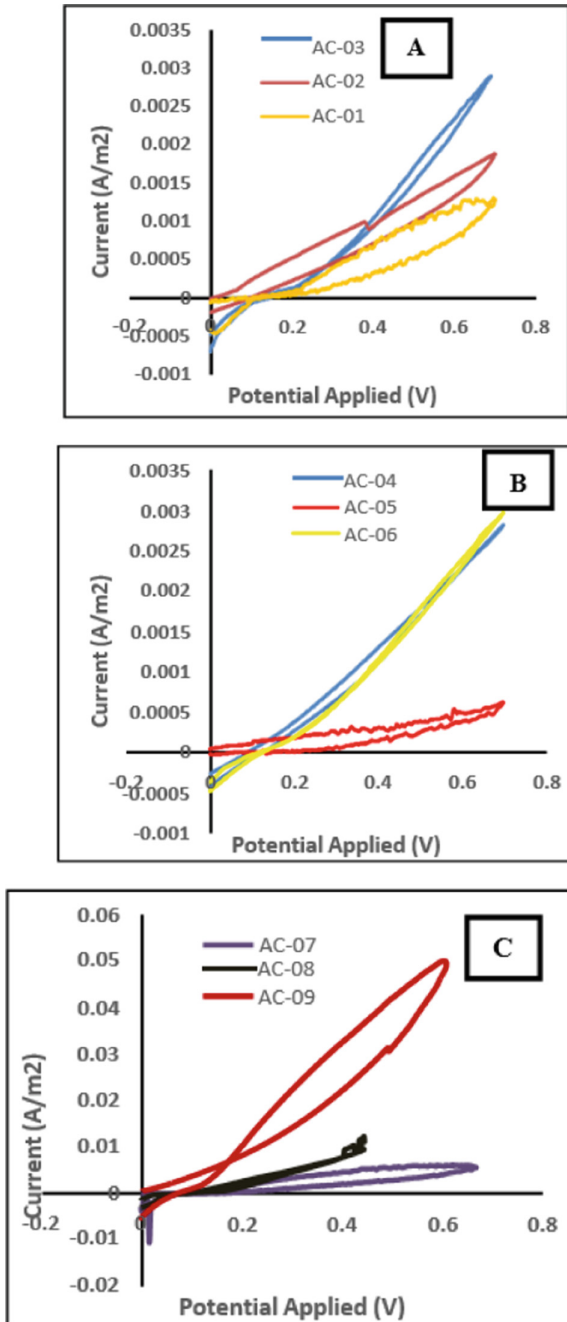 A
0.0035
0.003
0.0025
0.002
0.0015
0.001
0.0005
0
-0.0005
-0.001
AC-03
AC-02
AC-01
-0.2 0 0.2 0.4 0.6 0.8
Current (A/m2)
Potential Applied (V)
B
0.0035
0.003
0.0025
0.002
0.0015
0.001
0.0005
0
-0.0005
-0.001
AC-04
AC-05
AC-06
-0.2 0 0.2 0.4 0.6 0.8
Current (A/m2)
Potential Applied (V)
C
0.06
0.05
0.04
0.03
0.02
0.01
0
-0.01
-0.02
AC-07
AC-08
AC-09
-0.2 0 0.2 0.4 0.6 0.8
Current (A/m2)
Potential Applied (V)